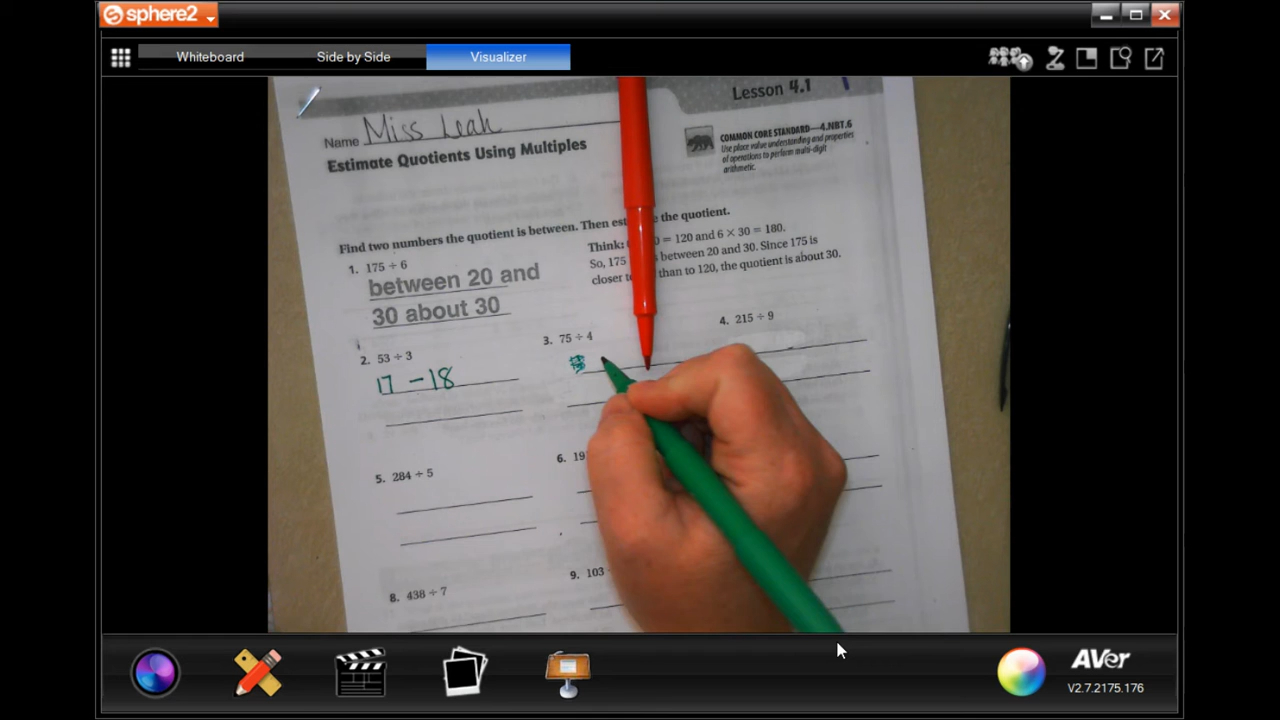 sphere2
Whiteboard Side by Side Visualizer
Lesson 4.1
Name Miss Leah
COMMON CORE STANDARD—4.NBT.6
Use place value understanding and properties
of operations to perform multi-digit
arithmetic.
Estimate Quotients Using Multiples
Find two numbers the quotient is between. Then the quotient.
1. 175 ÷ 6
between 20 and
30 about 30
Think: = 120 and 6 × 30 = 180.
So, 175 between 20 and 30. Since 175 is
closer than to 120, the quotient is about 30.
2. 53 ÷ 3
17 - 18
3. 75 ÷ 4
4. 215 ÷ 9
5. 284 ÷ 5
6. 19
8. 438 ÷ 7
9. 103
AVer
V2.7.2175.176